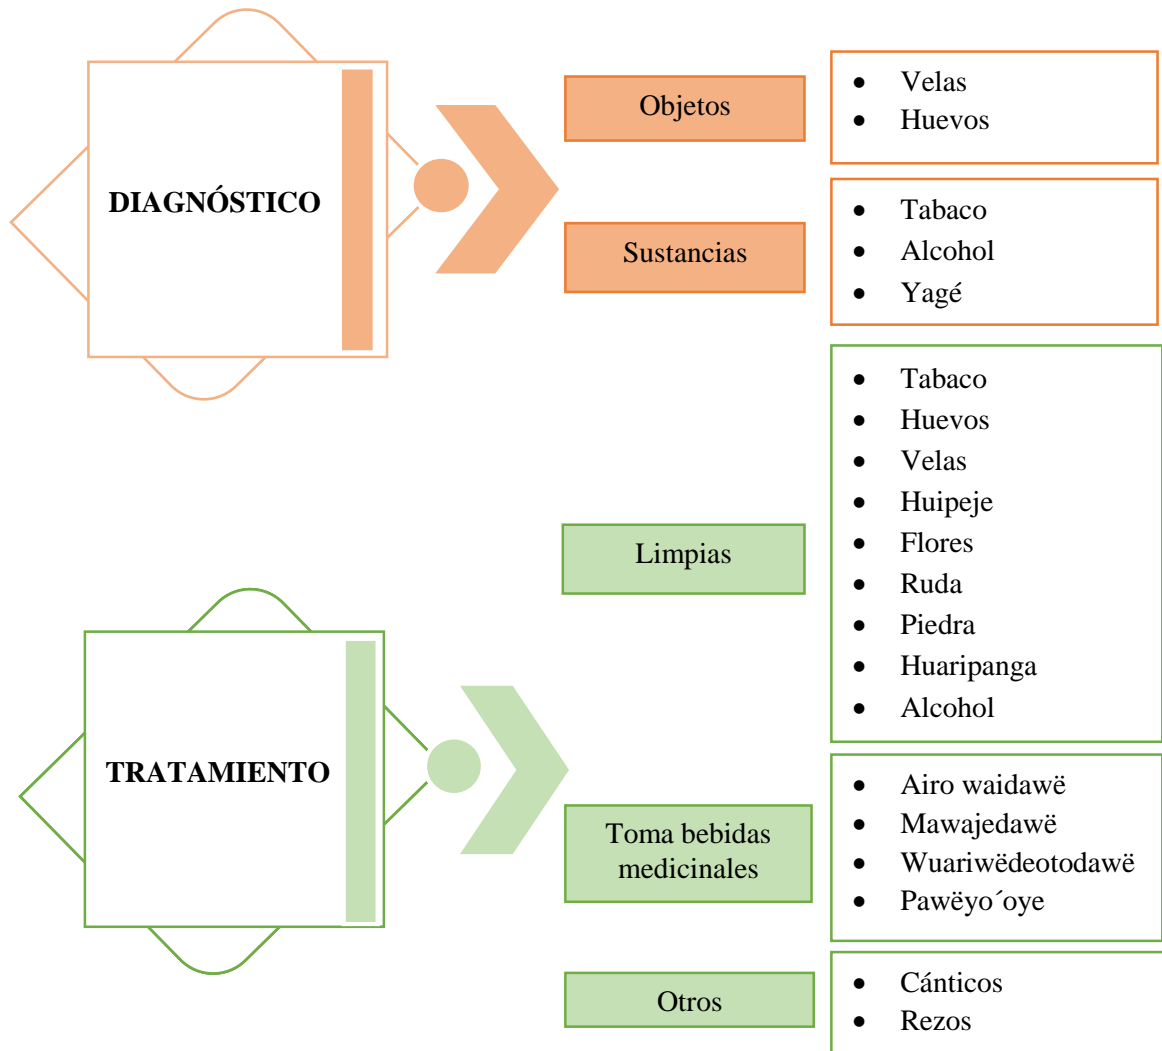 DIAGNÓSTICO
Objetos
• Velas
• Huevos
Sustancias
• Tabaco
• Alcohol
• Yagé
TRATAMIENTO
Limpias
• Tabaco
• Huevos
• Velas
• Huipeje
• Flores
• Ruda
• Piedra
• Huaripanga
• Alcohol
Toma bebidas
medicinales
• Airo waidawë
• Mawajedawë
• Wuariwëdeotodawë
• Pawëyo´oye
Otros
• Cánticos
• Rezos